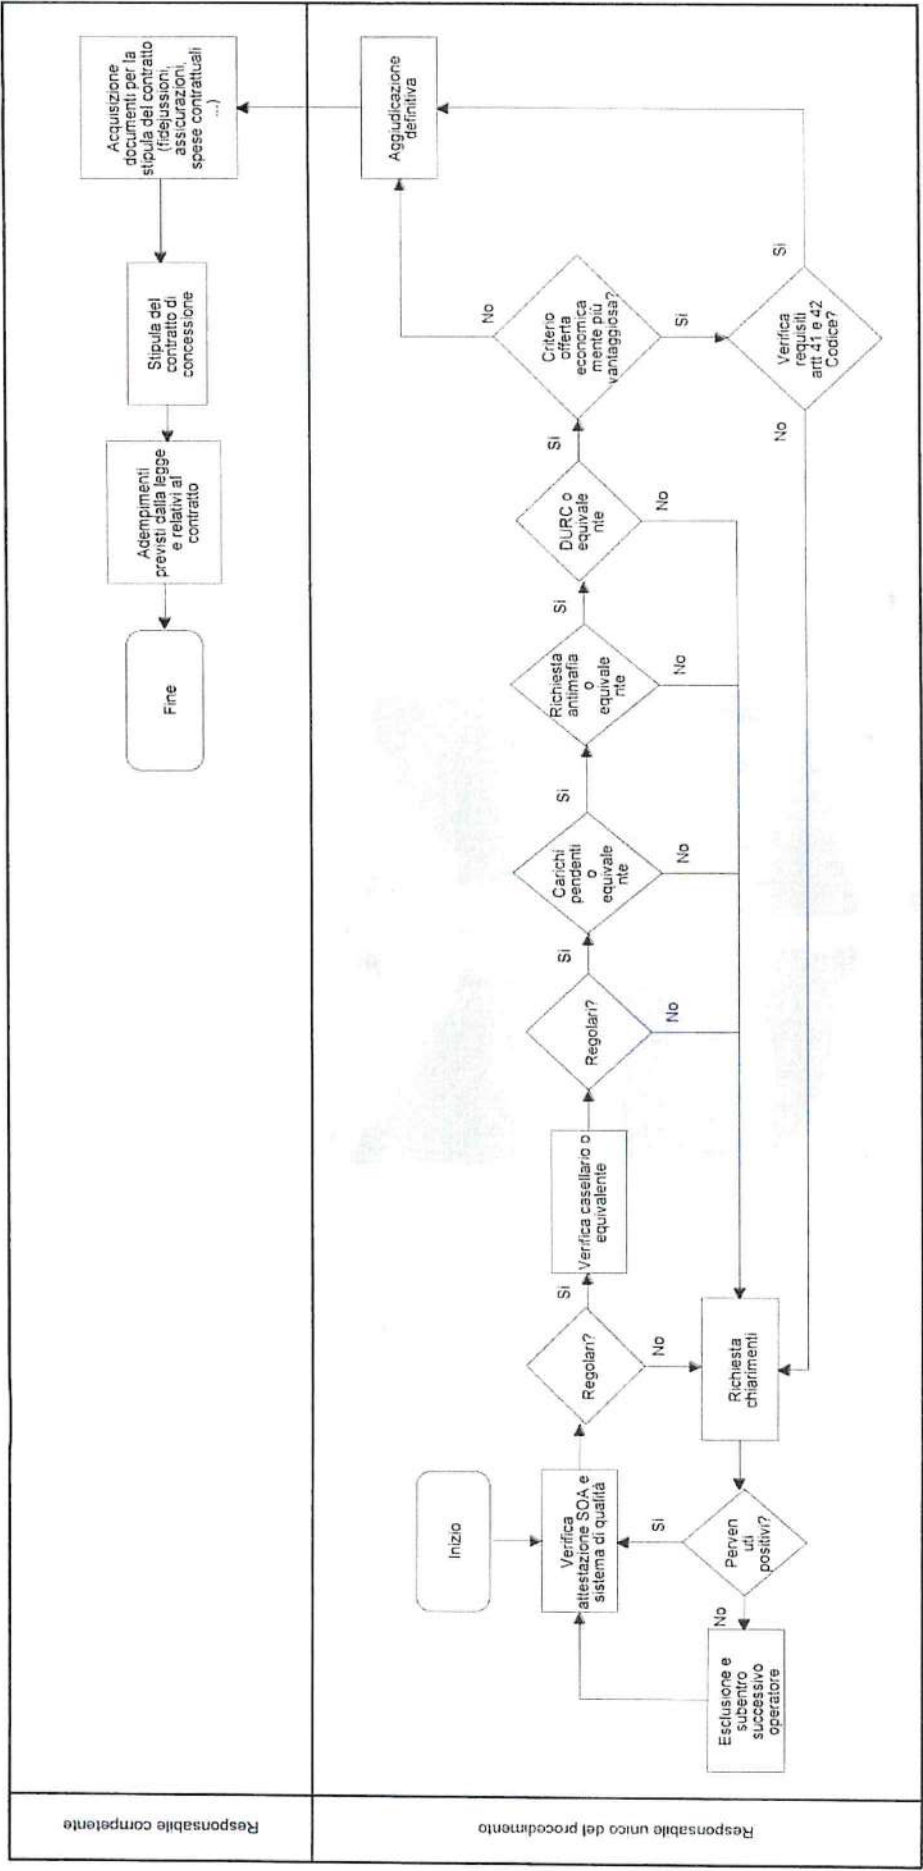 Responsabile competente
Acquisizione
documenti per la
stipula del contratto
(fidejussioni,
assicurazioni,
spese contrattuali
...)
Stipula del
contratto di
concessione
Adempimenti
previsti dalla legge
e relativi al
contratto
Fine
Responsabile unico del procedimento
Inizio
Verifica
attestazione SOA e
sistema di qualità
Regolari?
Si
No
Verifica casellario o
equivalente
Regolari?
Si
No
Carichi
pendenti
o
equivale
nte
Si
No
Richiesta
antimafia
o
equivale
nte
Si
No
DURC o
equivale
nte
Si
No
Criterio
offerta
economica
mente più
vantaggiosa?
No
Si
Aggiudicazione
definitiva
Verifica
requisiti
artt 41 e 42
Codice?
Si
No
Richiesta
chiarimenti
Perven
uti
positivi?
Si
No
Esclusione e
subentro
successivo
operatore